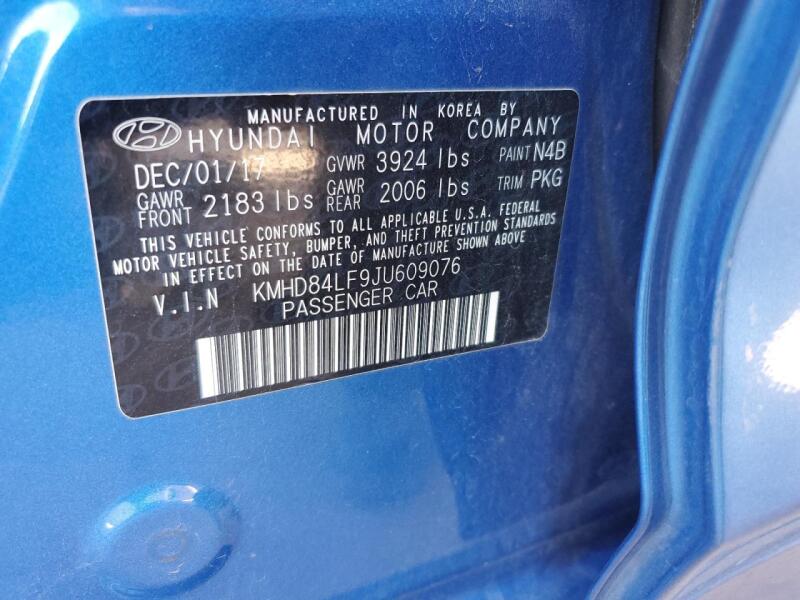 MANUFACTURED IN KOREA BY
HYUNDAI MOTOR COMPANY
DEC/01/17 GVWR 3924 lbs PAINT N4B
GAWR FRONT 2183 lbs GAWR REAR 2006 lbs TRIM PKG
THIS VEHICLE CONFORMS TO ALL APPLICABLE U.S.A. FEDERAL
MOTOR VEHICLE SAFETY, BUMPER, AND THEFT PREVENTION STANDARDS
IN EFFECT ON THE DATE OF MANUFACTURE SHOWN ABOVE
V.I.N KMHD84LF9JU609076
PASSENGER CAR